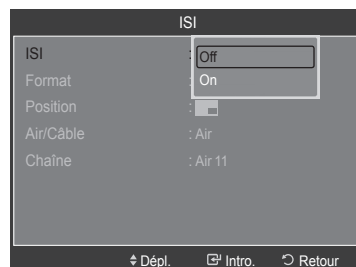 ISI
ISI : Off
On
Format :
Position :
Air/Câble : Air
Chaîne : Air 11
Dépl. Intro. Retour